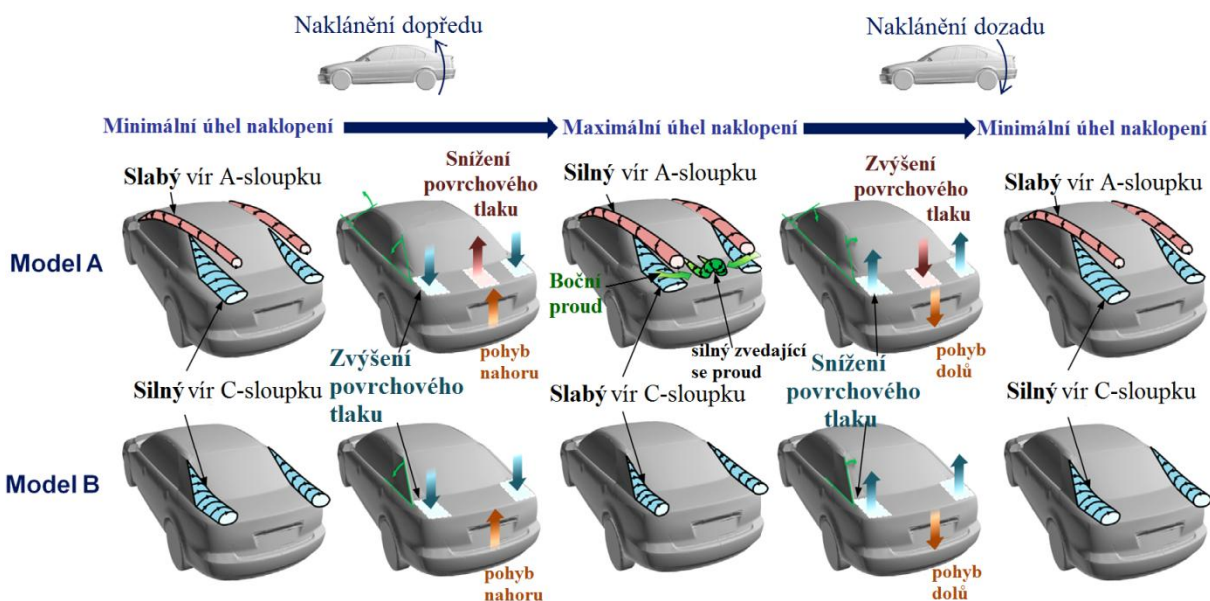 Naklánění dopředu
Naklánění dozadu
Minimální úhel naklopení
Maximální úhel naklopení
Minimální úhel naklopení
Slabý vír A-sloupku
Snížení
povrchového
tlaku
Silný vír A-sloupku
Zvýšení
povrchového
tlaku
Slabý vír A-sloupku
Model A
Boční
proud
pohyb
nahoru
silný zvedající
se proud
pohyb
dolů
Zvýšení
povrchového
tlaku
Snížení
povrchového
tlaku
Silný vír C-sloupku
Slabý vír C-sloupku
Silný vír C-sloupku
Model B
pohyb
nahoru
pohyb
dolů